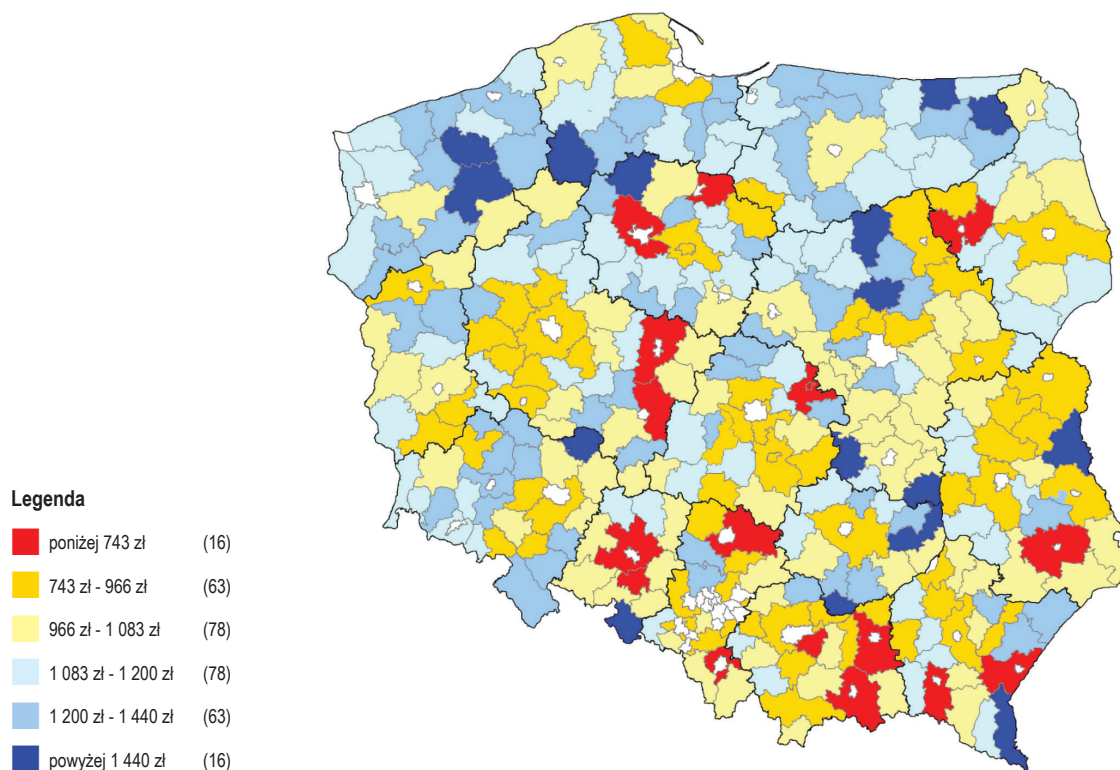 Legenda
poniżej 743 zł (16)
743 zł - 966 zł (63)
966 zł - 1 083 zł (78)
1 083 zł - 1 200 zł (78)
1 200 zł - 1 440 zł (63)
powyżej 1 440 zł (16)